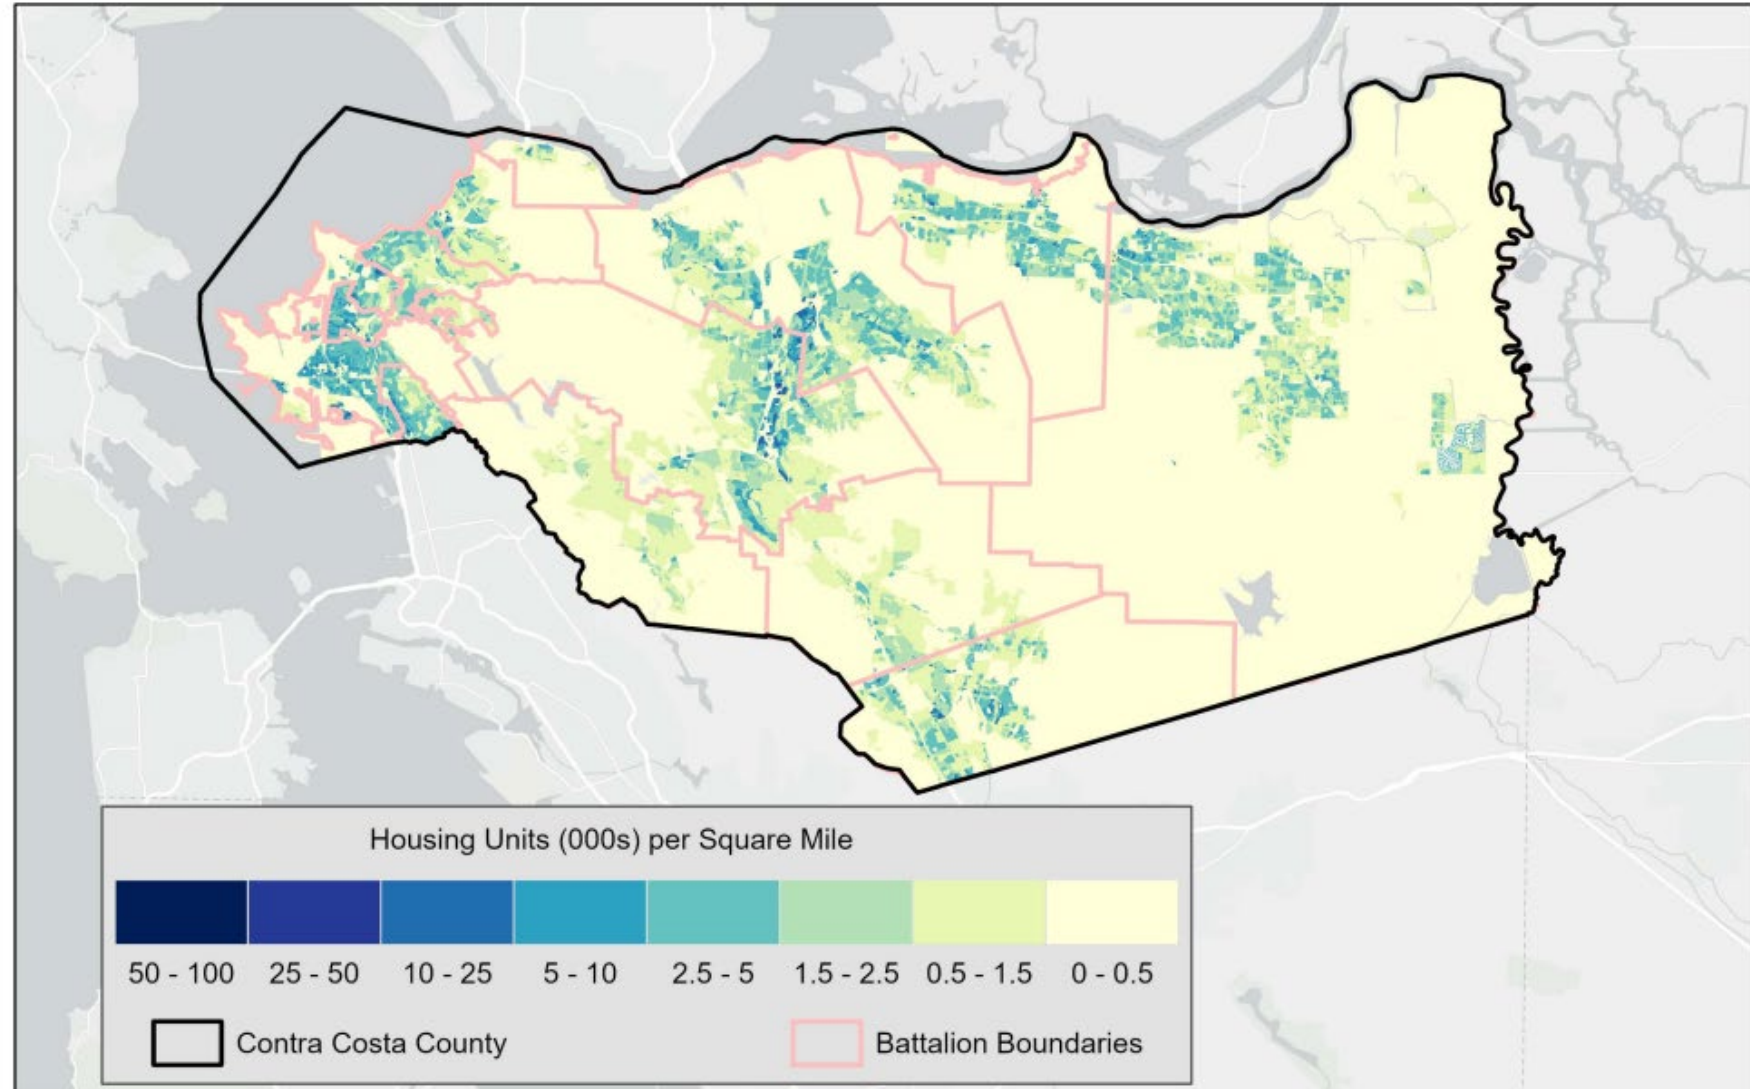 Housing Units (000s) per Square Mile
50 - 100 25 - 50 10 - 25 5 - 10 2.5 - 5 1.5 - 2.5 0.5 - 1.5 0 - 0.5
Contra Costa County Battalion Boundaries